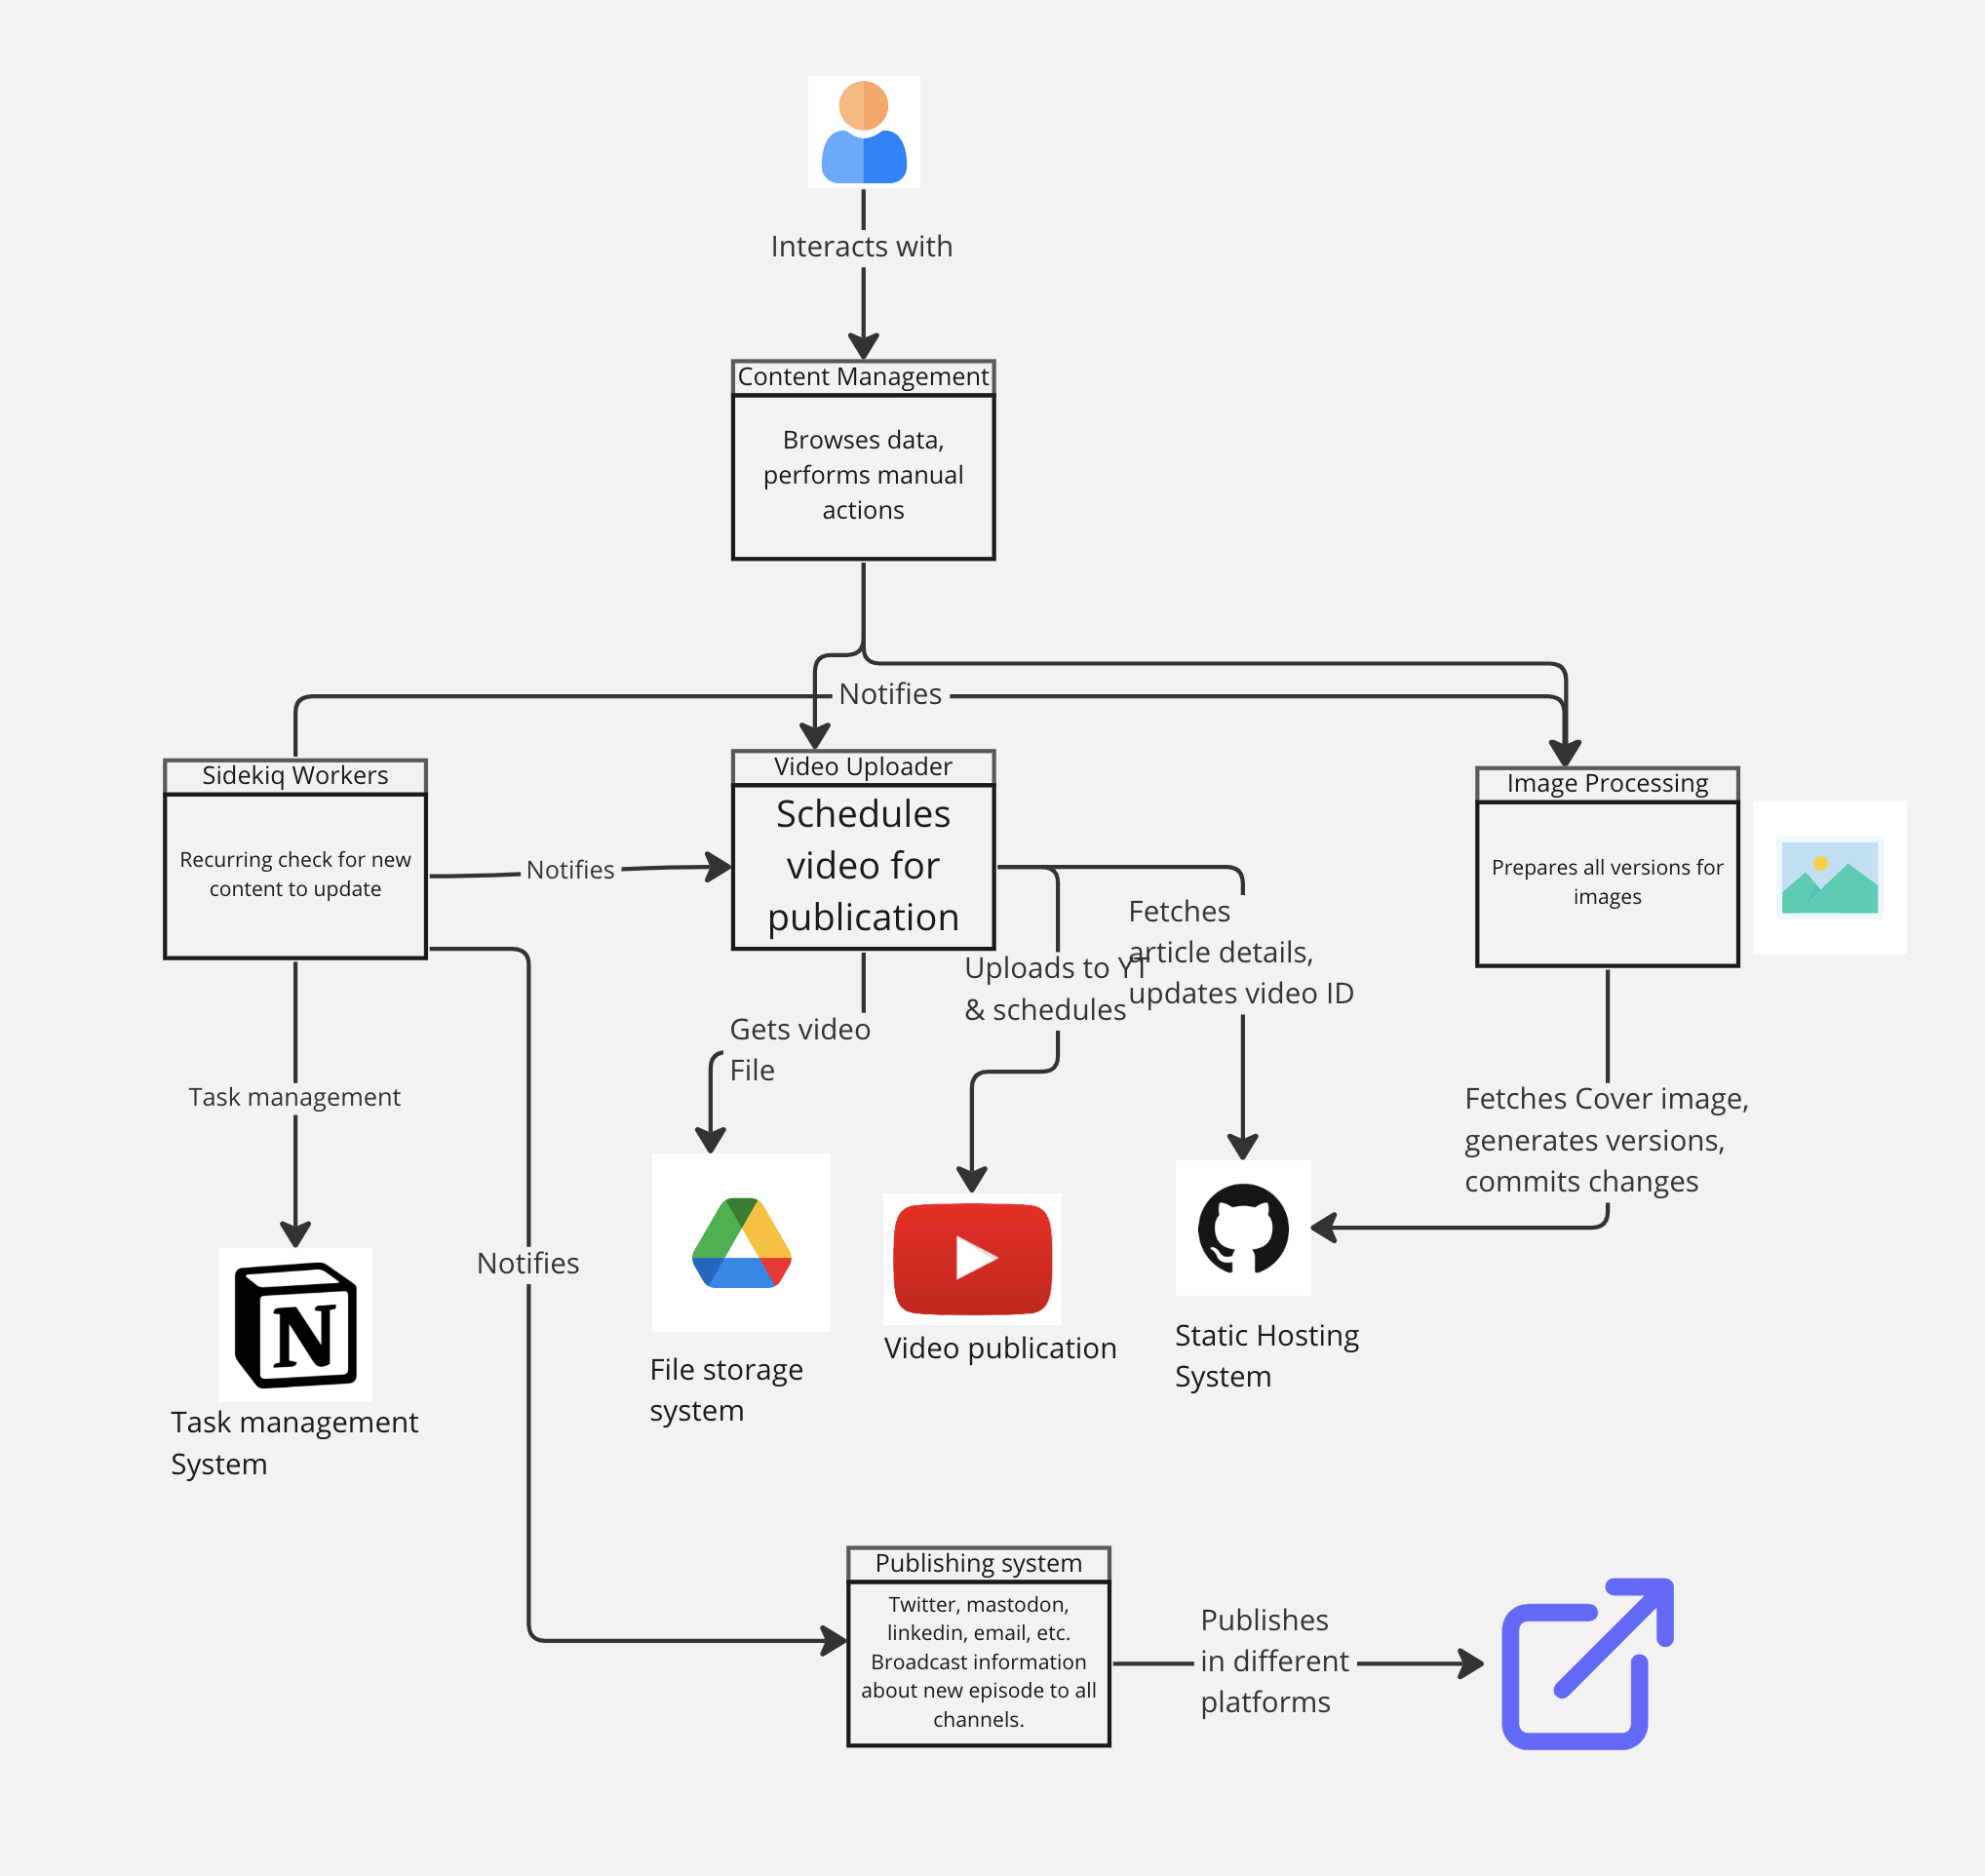 Interacts with
Content Management
Browses data,
performs manual
actions
Notifies
Sidekiq Workers
Recurring check for new
content to update
Notifies
Video Uploader
Schedules
video for
publication
Image Processing
Prepares all versions for
images
Fetches
article details,
updates video ID
Uploads to YT
& schedules
Gets video
File
Task management
Fetches Cover image,
generates versions,
commits changes
Notifies
N
Task management
System
File storage
system
Video publication
Static Hosting
System
Publishing system
Twitter, mastodon,
linkedin, email, etc.
Broadcast information
about new episode to all
channels.
Publishes
in different
platforms